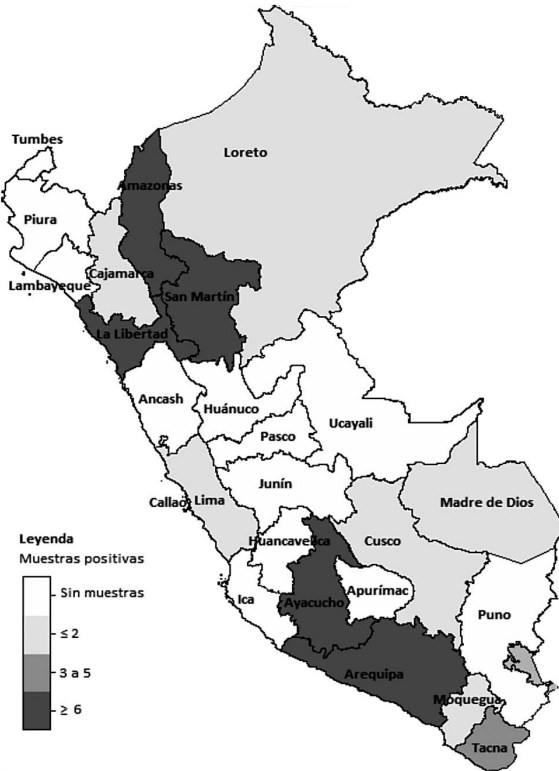 Tumbes
Loreto
Amazonas
Piura
Cajamarca
Lambayeque
San Martín
La Libertad
Ancash
Huánuco
Ucayali
Pasco
Junín
Callao
Lima
Madre de Dios
Huancavelica
Cusco
Ica
Ayacucho
Apurímac
Puno
Arequipa
Moquegua
Tacna
Leyenda
Muestras positivas
Sin muestras
≤ 2
3 a 5
≥ 6